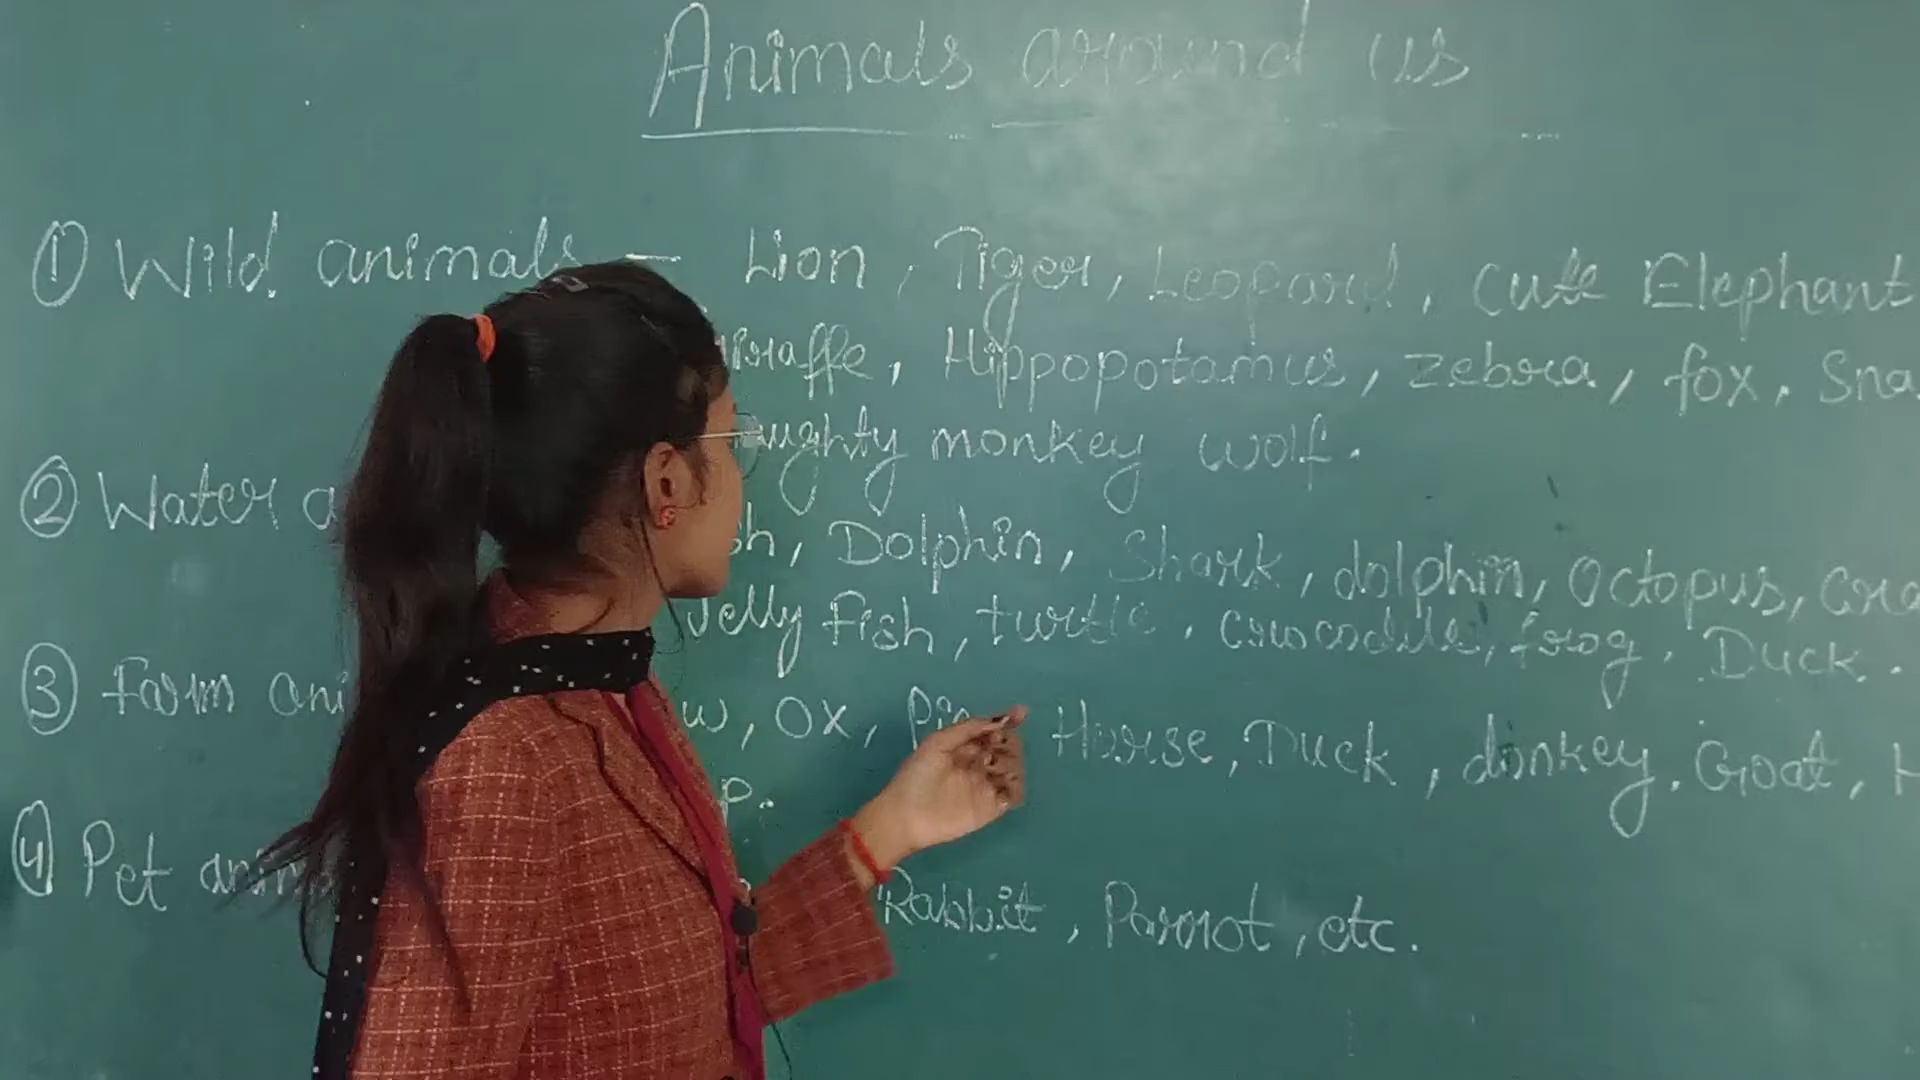 Animals around us
① Wild animals – Lion, Tiger, Leopard, Cute Elephant
Giraffe, Hippopotamus, Zebra, fox, Sna
naughty monkey wolf.
② Water a sh, Dolphin, Shark, dolphin, Octopus, Cra
Jelly Fish, turtle, Crocodile, frog, Duck.
③ Farm ani w, Ox, Pig, Horse, Duck, donkey, Goat, H
p.
④ Pet anima Rabbit, Parrot, etc.